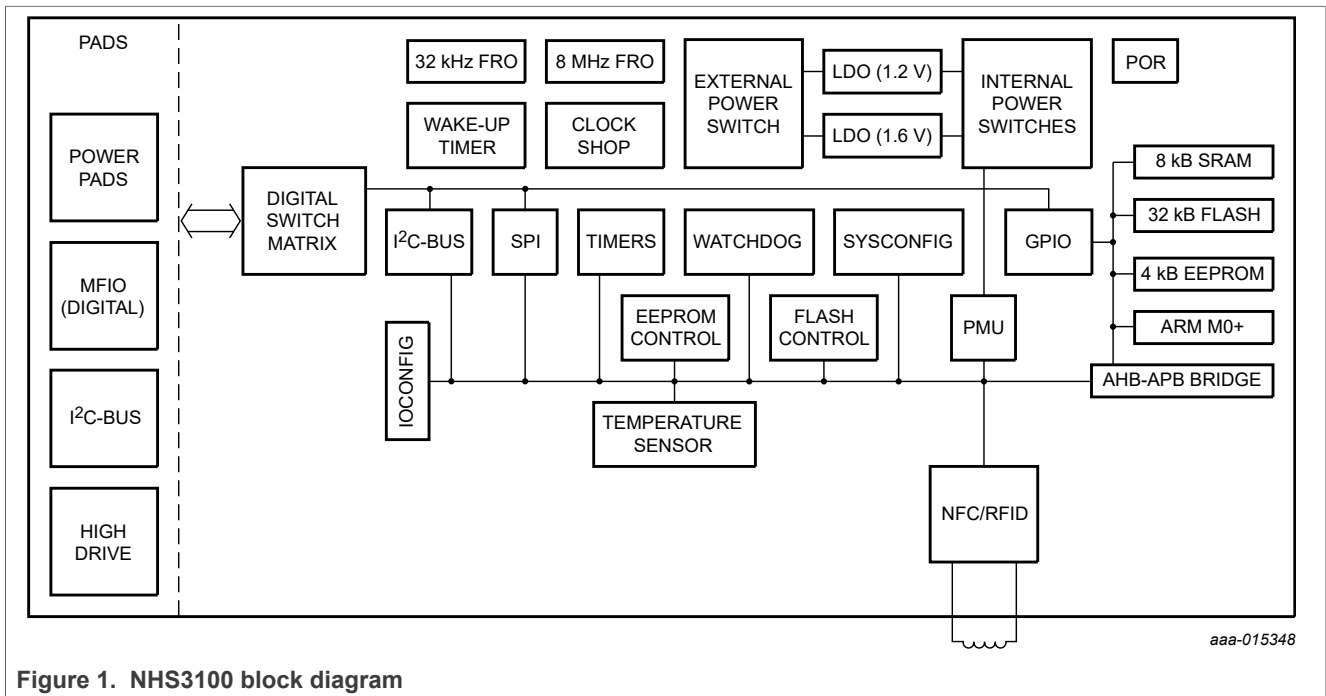 PADS
POWER
PADS
MFIO
(DIGITAL)
I²C-BUS
HIGH
DRIVE
32 kHz FRO
8 MHz FRO
WAKE-UP
TIMER
CLOCK
SHOP
EXTERNAL
POWER
SWITCH
LDO (1.2 V)
LDO (1.6 V)
INTERNAL
POWER
SWITCHES
POR
DIGITAL
SWITCH
MATRIX
I²C-BUS
SPI
TIMERS
WATCHDOG
SYSCONFIG
GPIO
8 kB SRAM
32 kB FLASH
4 kB EEPROM
ARM M0+
AHB-APB BRIDGE
IOCONFIG
EEPROM
CONTROL
FLASH
CONTROL
PMU
TEMPERATURE
SENSOR
NFC/RFID
aaa-015348
Figure 1. NHS3100 block diagram